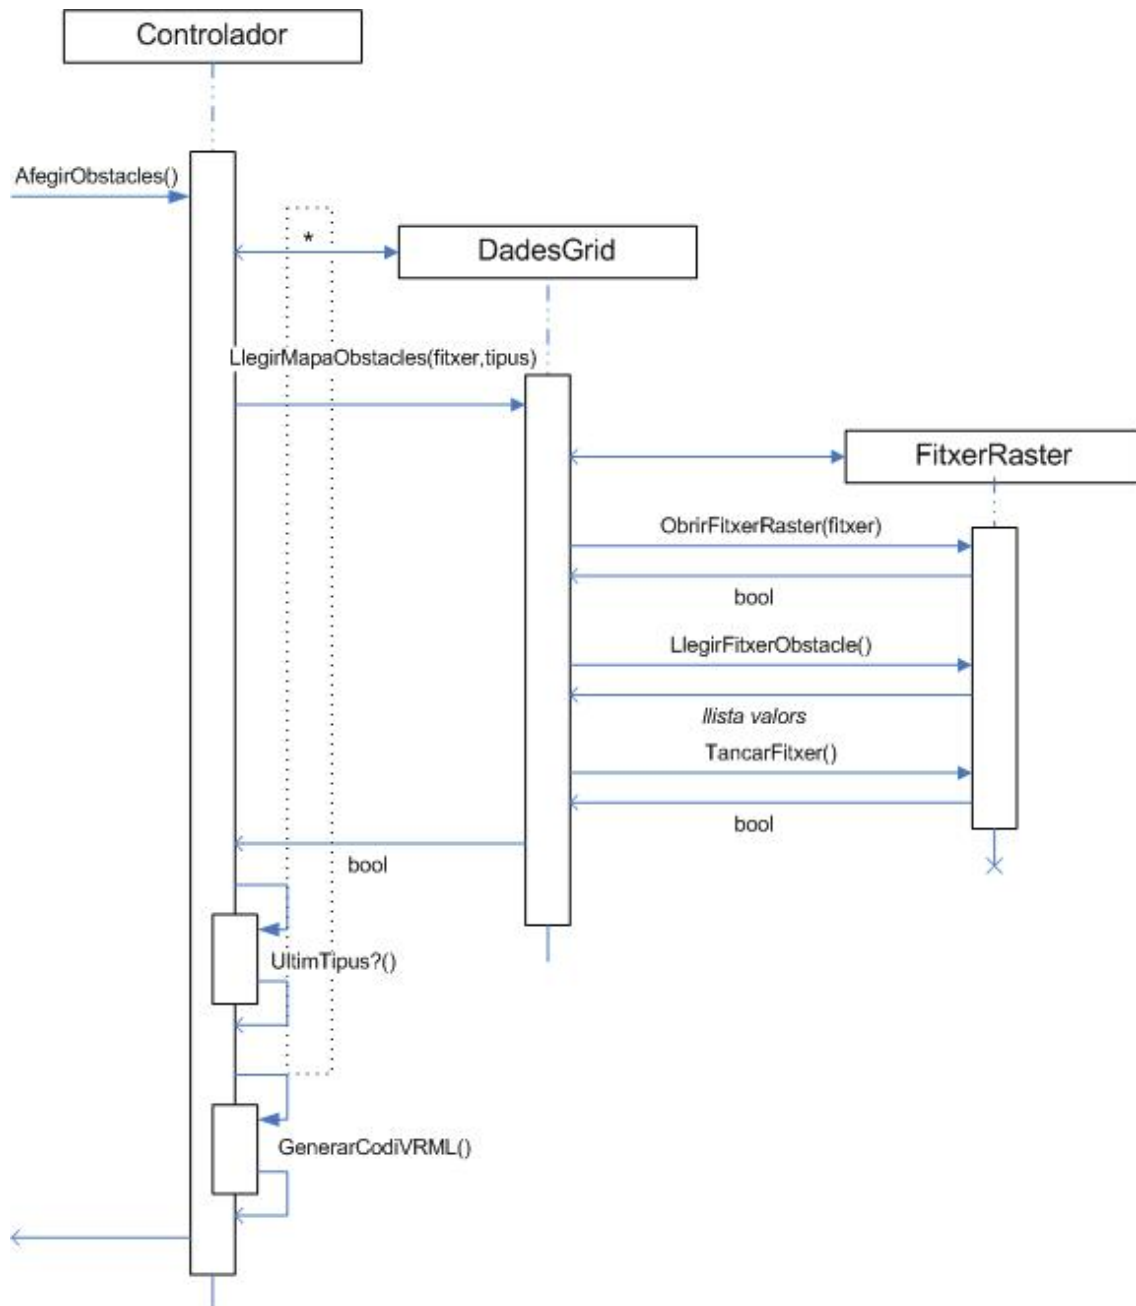 Controlador
AfegirObstacles()
*
DadesGrid
LlegirMapaObstacles(fitxer,tipus)
FitxerRaster
ObrirFitxerRaster(fitxer)
bool
LlegirFitxerObstacle()
llista valors
TancarFitxer()
bool
bool
UltimTipus?()
GenerarCodiVRML()